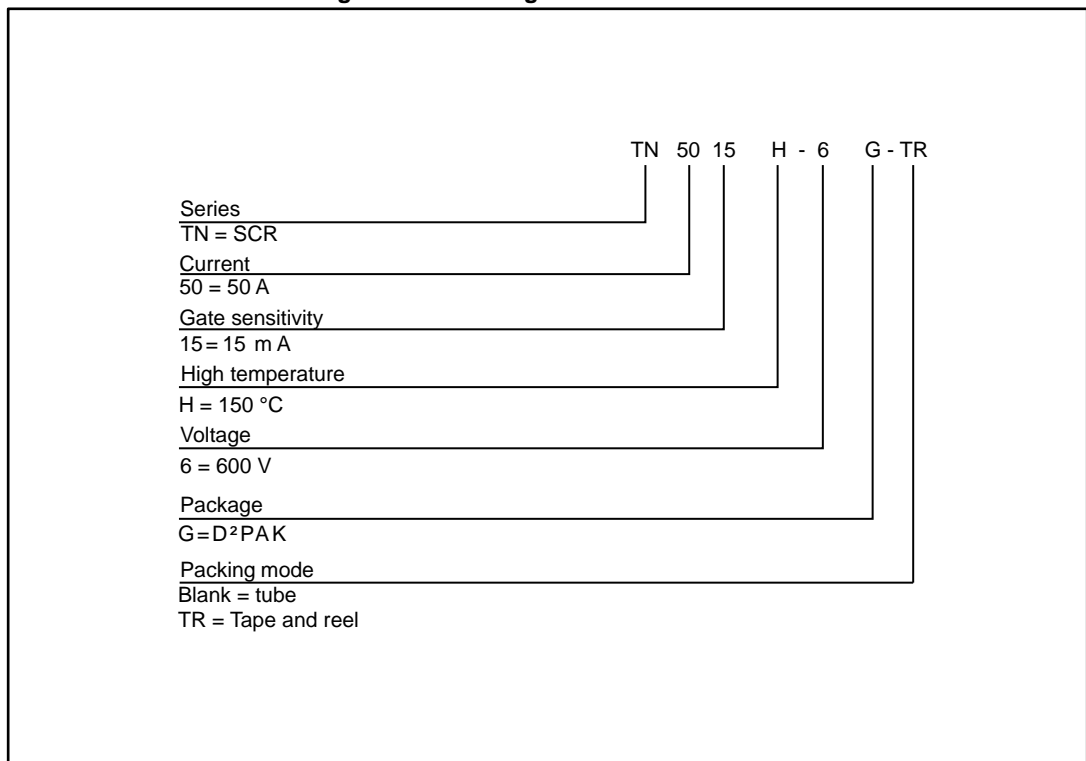 TN 50 15 H - 6 G - TR
Series
TN = SCR
Current
50 = 50 A
Gate sensitivity
15 = 15 m A
High temperature
H = 150 °C
Voltage
6 = 600 V
Package
G=D²PAK
Packing mode
Blank = tube
TR = Tape and reel